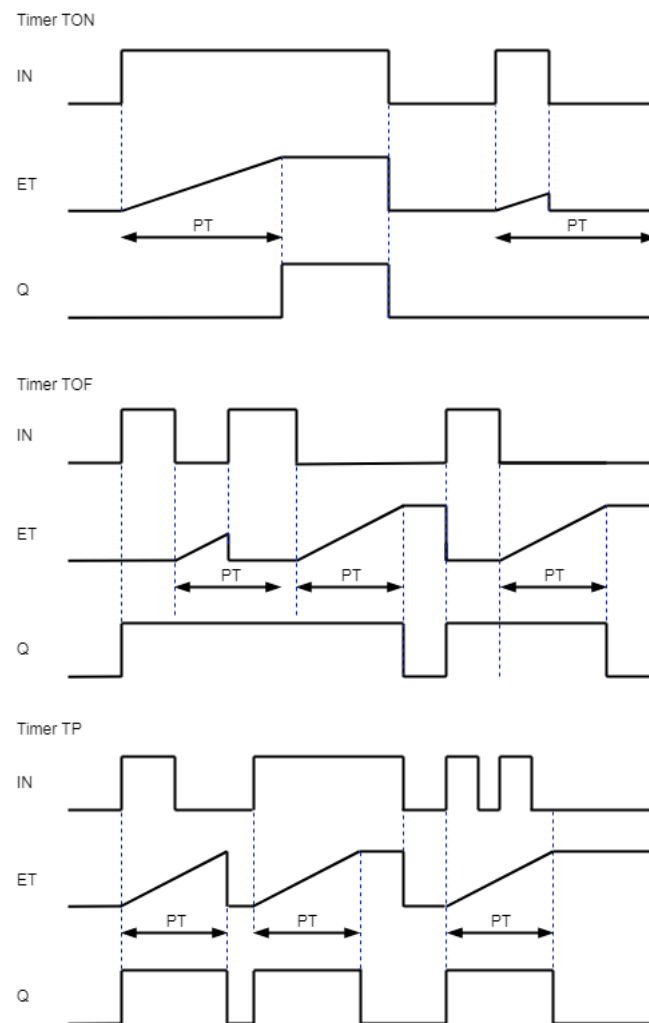 Timer TON
IN
ET
PT PT
Q
Timer TOF
IN
ET
PT PT PT
Q
Timer TP
IN
ET
PT PT PT
Q